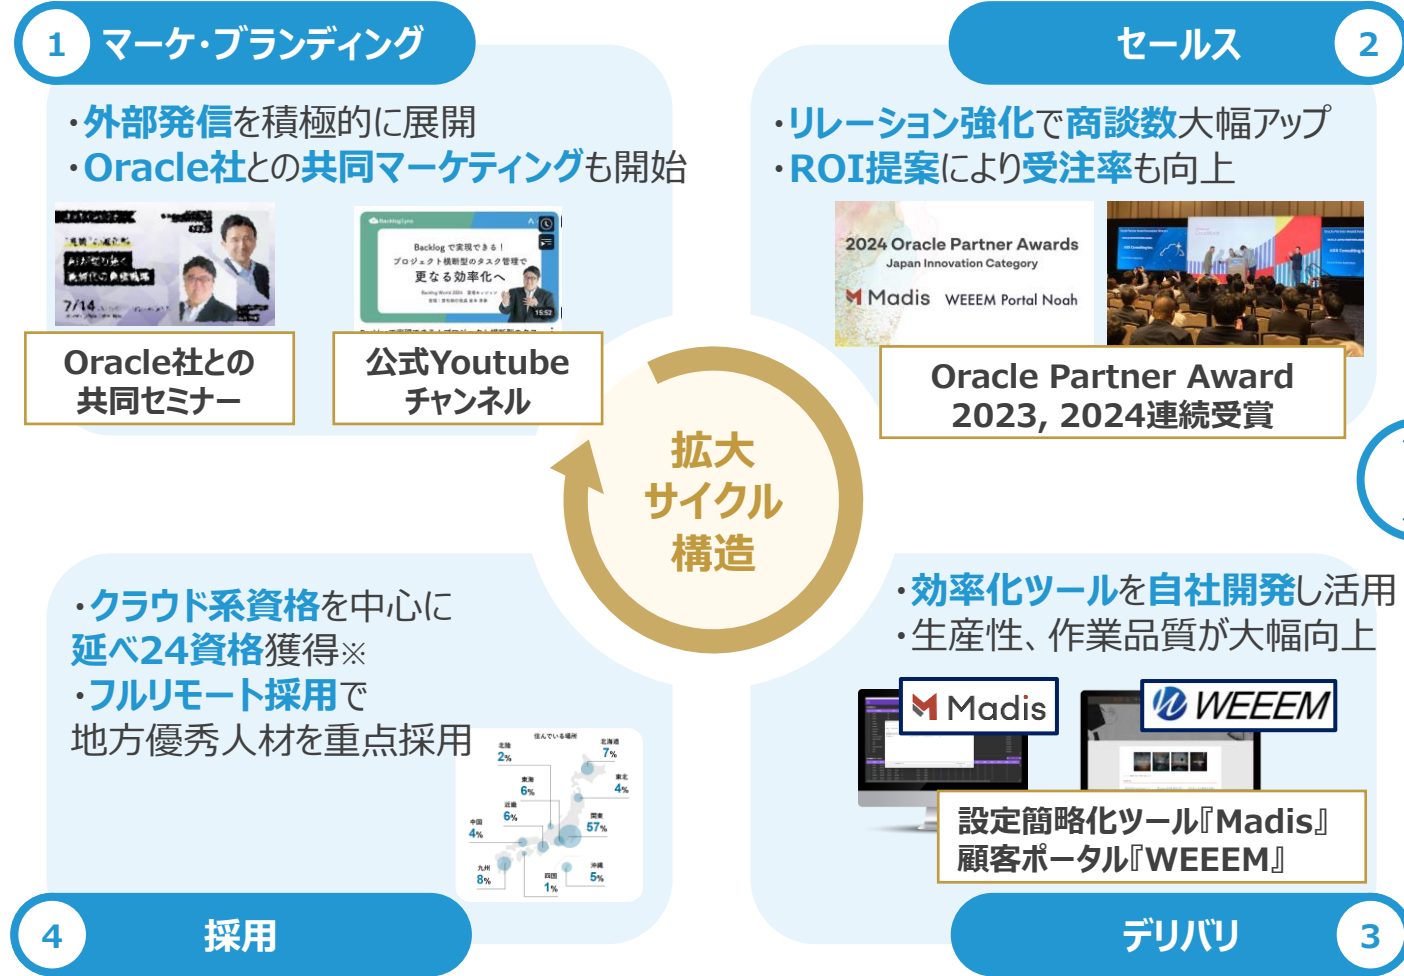 1 マーケ・ブランディング
・外部発信を積極的に展開
・Oracle社との共同マーケティングも開始
7/14
Oracle社との
共同セミナー
Backlog で実現できる！
プロジェクト横断型のタスク管理で
更なる効率化へ
15:52
公式Youtube
チャンネル
セールス 2
・リレーション強化で商談数大幅アップ
・ROI提案により受注率も向上
2024 Oracle Partner Awards
Japan Innovation Category
Madis WEEEM Portal Noah
Oracle Partner Award
2023, 2024連続受賞
拡大
サイクル
構造
・クラウド系資格を中心に
延べ24資格獲得※
・フルリモート採用で
地方優秀人材を重点採用
住んでいる場所
北陸
2%
北海道
7%
東海
6%
東北
4%
近畿
6%
関東
57%
中国
4%
九州
8%
四国
1%
沖縄
5%
4 採用
・効率化ツールを自社開発し活用
・生産性、作業品質が大幅向上
Madis
WEEEM
設定簡略化ツール『Madis』
顧客ポータル『WEEEM』
デリバリ 3